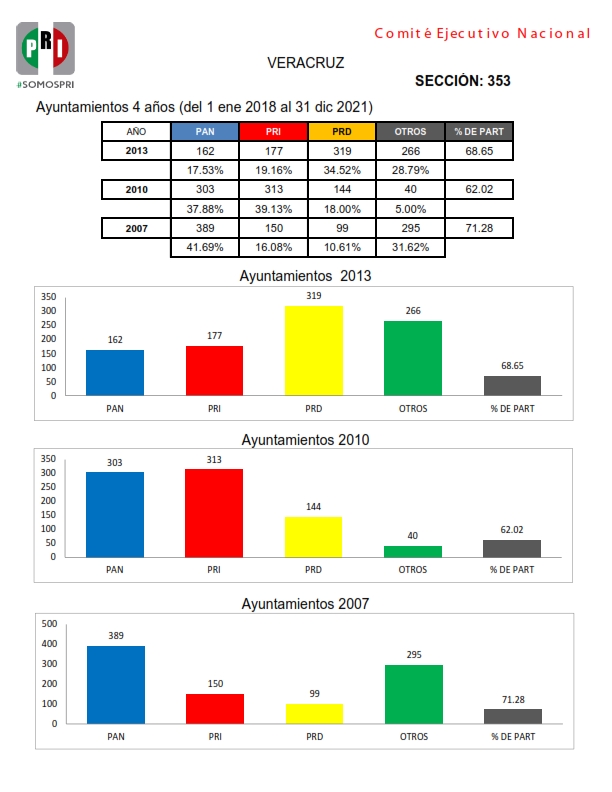 Comité Ejecutivo Nacional
PRI
#SOMOSPRI
VERACRUZ
SECCIÓN: 353
Ayuntamientos 4 años (del 1 ene 2018 al 31 dic 2021)
AÑO PAN PRI PRD OTROS % DE PART
2013 162 177 319 266 68.65
17.53% 19.16% 34.52% 28.79%
2010 303 313 144 40 62.02
37.88% 39.13% 18.00% 5.00%
2007 389 150 99 295 71.28
41.69% 16.08% 10.61% 31.62%
Ayuntamientos 2013
350
300
250
200
150
100
50
0
162 177 319 266 68.65
PAN PRI PRD OTROS % DE PART
Ayuntamientos 2010
350
300
250
200
150
100
50
0
303 313 144 40 62.02
PAN PRI PRD OTROS % DE PART
Ayuntamientos 2007
500
400
300
200
100
0
389 150 99 295 71.28
PAN PRI PRD OTROS % DE PART